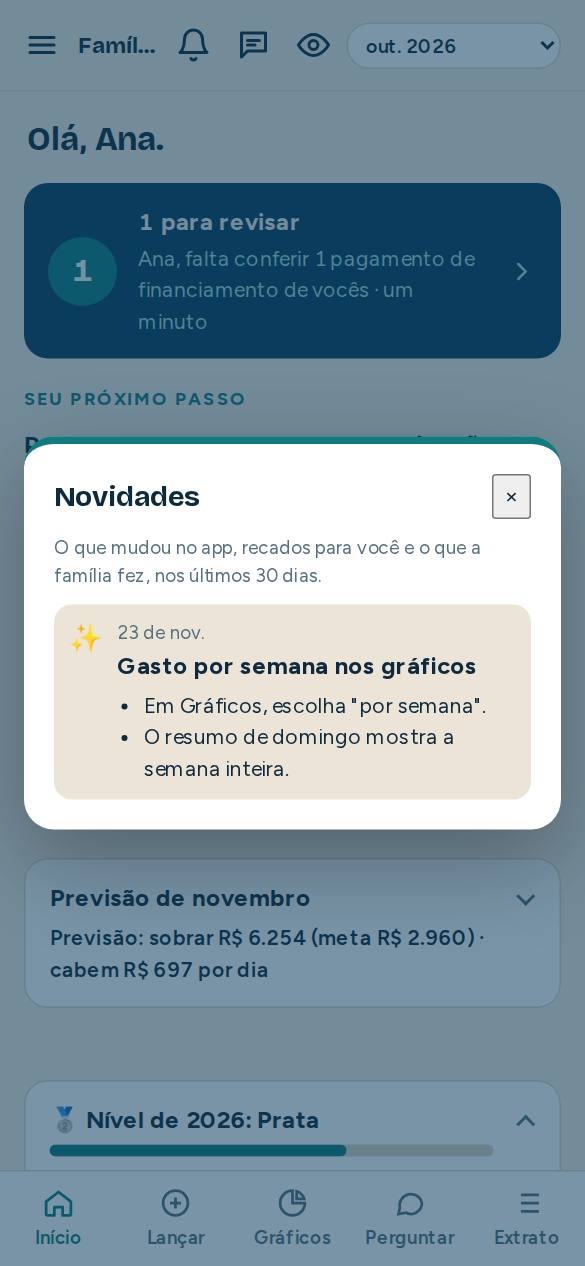 Famíl...
out. 2026
Olá, Ana.
1
1 para revisar
Ana, falta conferir 1 pagamento de
financiamento de vocês · um
minuto
SEU PRÓXIMO PASSO
Novidades
×
O que mudou no app, recados para você e o que a
família fez, nos últimos 30 dias.
23 de nov.
Gasto por semana nos gráficos
• Em Gráficos, escolha "por semana".
• O resumo de domingo mostra a
semana inteira.
Previsão de novembro
Previsão: sobrar R$ 6.254 (meta R$ 2.960) ·
cabem R$ 697 por dia
Nível de 2026: Prata
Início
Lançar
Gráficos
Perguntar
Extrato